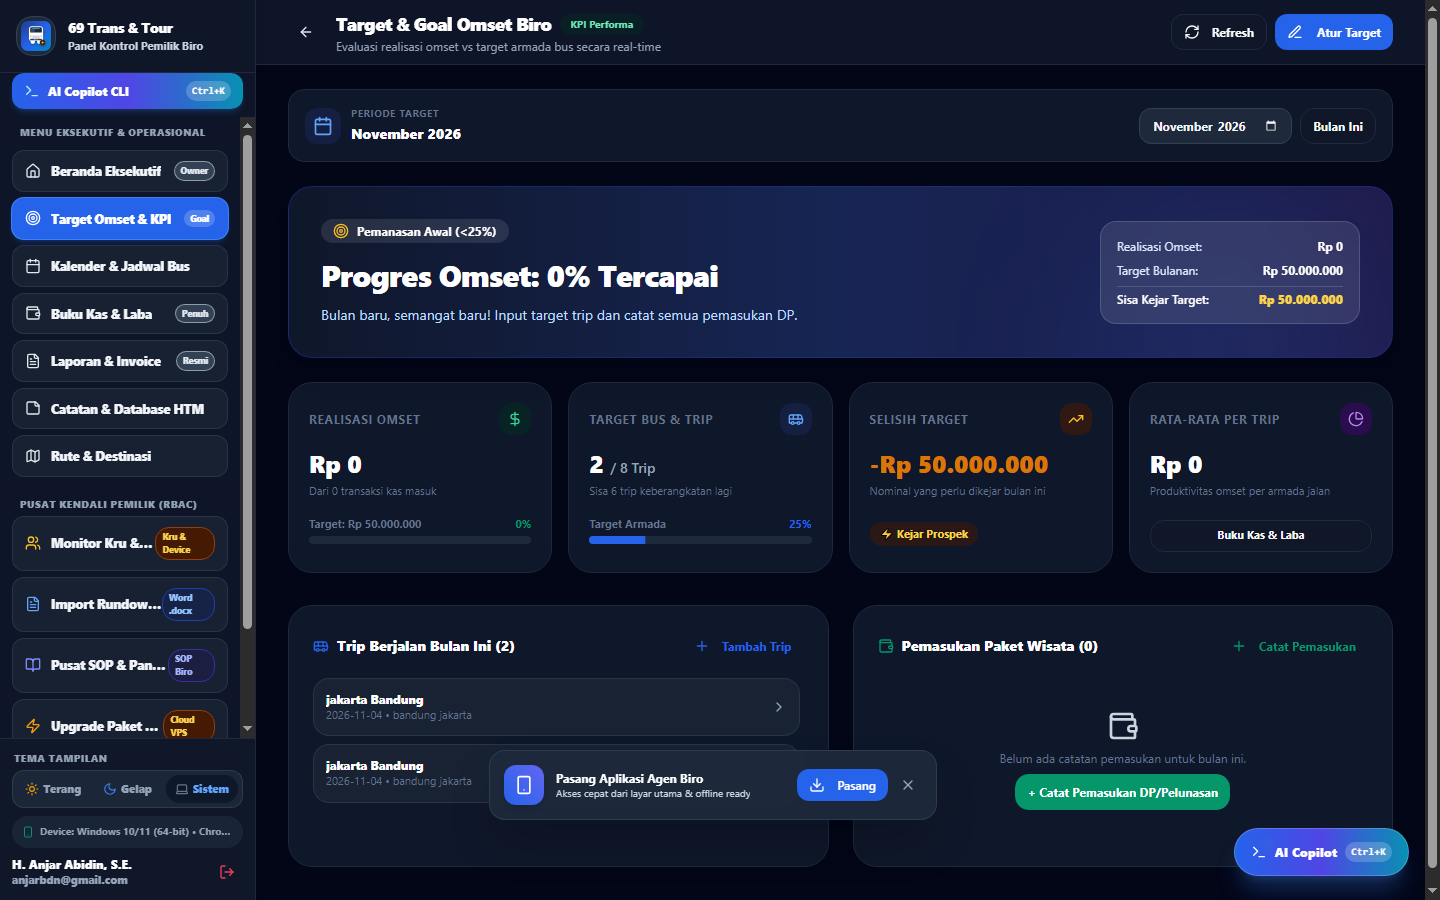 69 Trans & Tour
Panel Kontrol Pemilik Biro
AI Copilot CLI
Ctrl+K
MENU EKSEKUTIF & OPERASIONAL
Beranda Eksekutif
Owner
Target Omset & KPI
Goal
Kalender & Jadwal Bus
Buku Kas & Laba
Penuh
Laporan & Invoice
Resmi
Catatan & Database HTM
Rute & Destinasi
PUSAT KENDALI PEMILIK (RBAC)
Monitor Kru &...
Kru &
Device
Import Rundow...
Word
.docx
Pusat SOP & Pan...
SOP
Biro
Upgrade Paket ...
Cloud
VPS
TEMA TAMPILAN
Terang
Gelap
Sistem
Device: Windows 10/11 (64-bit) • Chro...
H. Anjar Abidin, S.E.
anjarbdn@gmail.com
Target & Goal Omset Biro
KPI Performa
Evaluasi realisasi omset vs target armada bus secara real-time
Refresh
Atur Target
PERIODE TARGET
November 2026
November 2026
Bulan Ini
Pemanasan Awal (<25%)
Progres Omset: 0% Tercapai
Bulan baru, semangat baru! Input target trip dan catat semua pemasukan DP.
Realisasi Omset: Rp 0
Target Bulanan: Rp 50.000.000
Sisa Kejar Target: Rp 50.000.000
REALISASI OMSET
Rp 0
Dari 0 transaksi kas masuk
Target: Rp 50.000.000 0%
TARGET BUS & TRIP
2 / 8 Trip
Sisa 6 trip keberangkatan lagi
Target Armada 25%
SELISIH TARGET
-Rp 50.000.000
Nominal yang perlu dikejar bulan ini
Kejar Prospek
RATA-RATA PER TRIP
Rp 0
Produktivitas omset per armada jalan
Buku Kas & Laba
Trip Berjalan Bulan Ini (2)
+ Tambah Trip
jakarta Bandung
2026-11-04 • bandung jakarta
jakarta Bandung
2026-11-04 • bandung jakarta
Pemasukan Paket Wisata (0)
+ Catat Pemasukan
Belum ada catatan pemasukan untuk bulan ini.
+ Catat Pemasukan DP/Pelunasan
Pasang Aplikasi Agen Biro
Akses cepat dari layar utama & offline ready
Pasang
AI Copilot
Ctrl+K